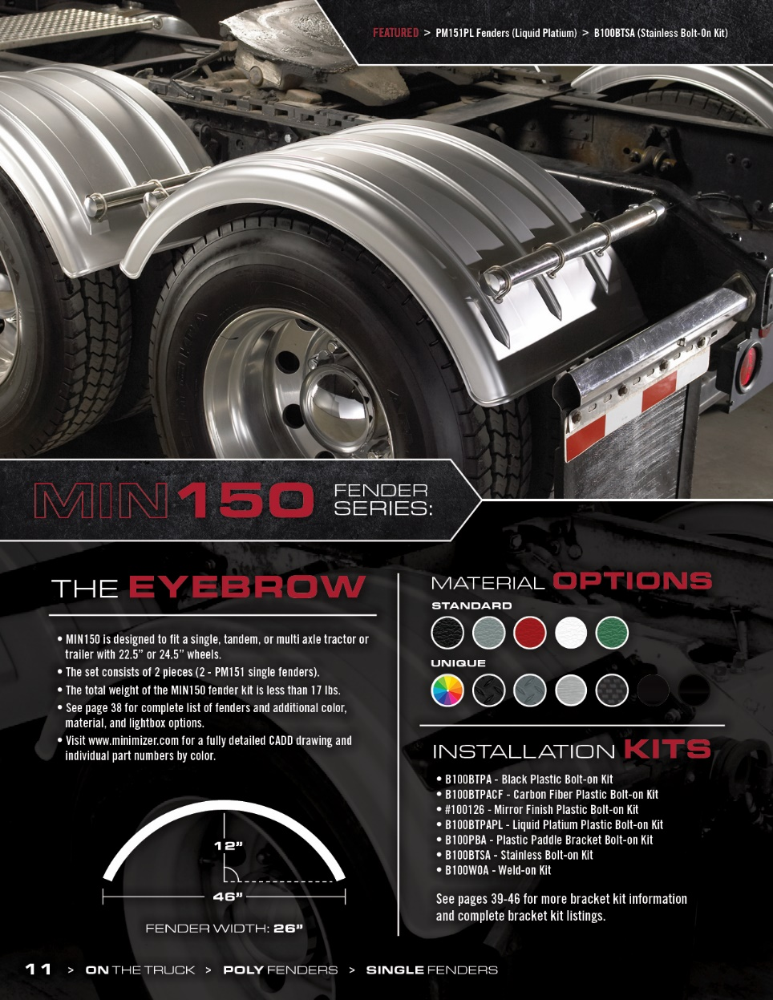 FEATURED > PM151PL Fenders (Liquid Platium) > B100BTSA (Stainless Bolt-On Kit)
MIN150 FENDER
SERIES:
THE EYEBROW
• MIN150 is designed to fit a single, tandem, or multi axle tractor or
trailer with 22.5” or 24.5” wheels.
• The set consists of 2 pieces (2 - PM151 single fenders).
• The total weight of the MIN150 fender kit is less than 17 lbs.
• See page 38 for complete list of fenders and additional color,
material, and lightbox options.
• Visit www.minimizer.com for a fully detailed CADD drawing and
individual part numbers by color.
12”
46”
FENDER WIDTH: 26”
MATERIAL OPTIONS
STANDARD
UNIQUE
INSTALLATION KITS
• B100BTPA - Black Plastic Bolt-on Kit
• B100BTPACF - Carbon Fiber Plastic Bolt-on Kit
• #100126 - Mirror Finish Plastic Bolt-on Kit
• B100BTPAPL - Liquid Platium Plastic Bolt-on Kit
• B100PBA - Plastic Paddle Bracket Bolt-on Kit
• B100BTSA - Stainless Bolt-on Kit
• B100WOA - Weld-on Kit
See pages 39-46 for more bracket kit information
and complete bracket kit listings.
11 > ON THE TRUCK > POLY FENDERS > SINGLE FENDERS